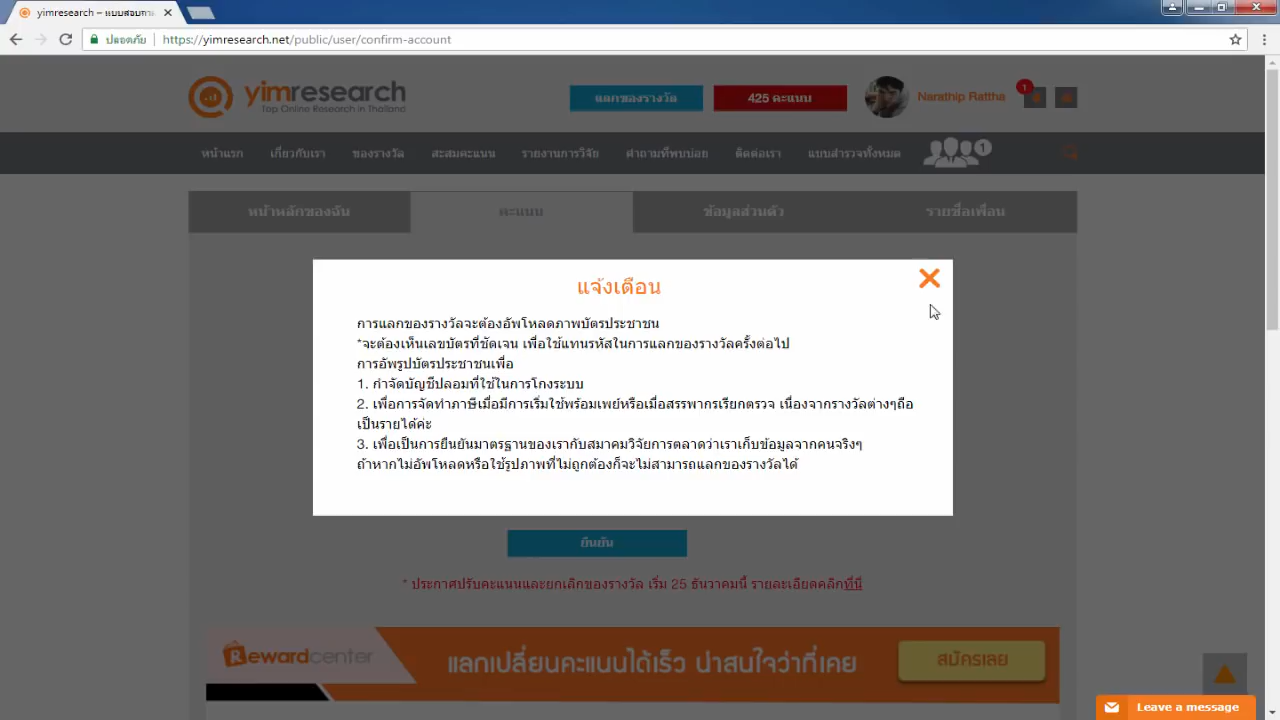 yimresearch – แบบสอบถาม
ปลอดภัย
https://yimresearch.net/public/user/confirm-account
yimresearch
Top Online Research in Thailand
แลกของรางวัล
425 คะแนน
Narathip Rattha
1
หน้าแรก
เกี่ยวกับเรา
ของรางวัล
สะสมคะแนน
รายงานการวิจัย
คำถามที่พบบ่อย
ติดต่อเรา
แบบสำรวจทั้งหมด
1
หน้าหลักของฉัน
คะแนน
ข้อมูลส่วนตัว
รายชื่อเพื่อน
แจ้งเตือน
การแลกของรางวัลจะต้องอัพโหลดภาพบัตรประชาชน
*จะต้องเห็นเลขบัตรที่ชัดเจน เพื่อใช้แทนรหัสในการแลกของรางวัลครั้งต่อไป
การอัพรูปบัตรประชาชนเพื่อ
1. กำจัดบัญชีปลอมที่ใช้ในการโกงระบบ
2. เพื่อการจัดทำภาษีเมื่อมีการเริ่มใช้พร้อมเพย์หรือเมื่อสรรพากรเรียกตรวจ เนื่องจากรางวัลต่างๆถือ
เป็นรายได้ค่ะ
3. เพื่อเป็นการยืนยันมาตรฐานของเรากับสมาคมวิจัยการตลาดว่าเราเก็บข้อมูลจากคนจริงๆ
ถ้าหากไม่อัพโหลดหรือใช้รูปภาพที่ไม่ถูกต้องก็จะไม่สามารถแลกของรางวัลได้
ยืนยัน
* ประกาศปรับคะแนนและยกเลิกของรางวัล เริ่ม 25 ธันวาคมนี้ รายละเอียดคลิกที่นี่
Rewardcenter
แลกเปลี่ยนคะแนนได้เร็ว น่าสนใจว่าที่เคย
สมัครเลย
Leave a message